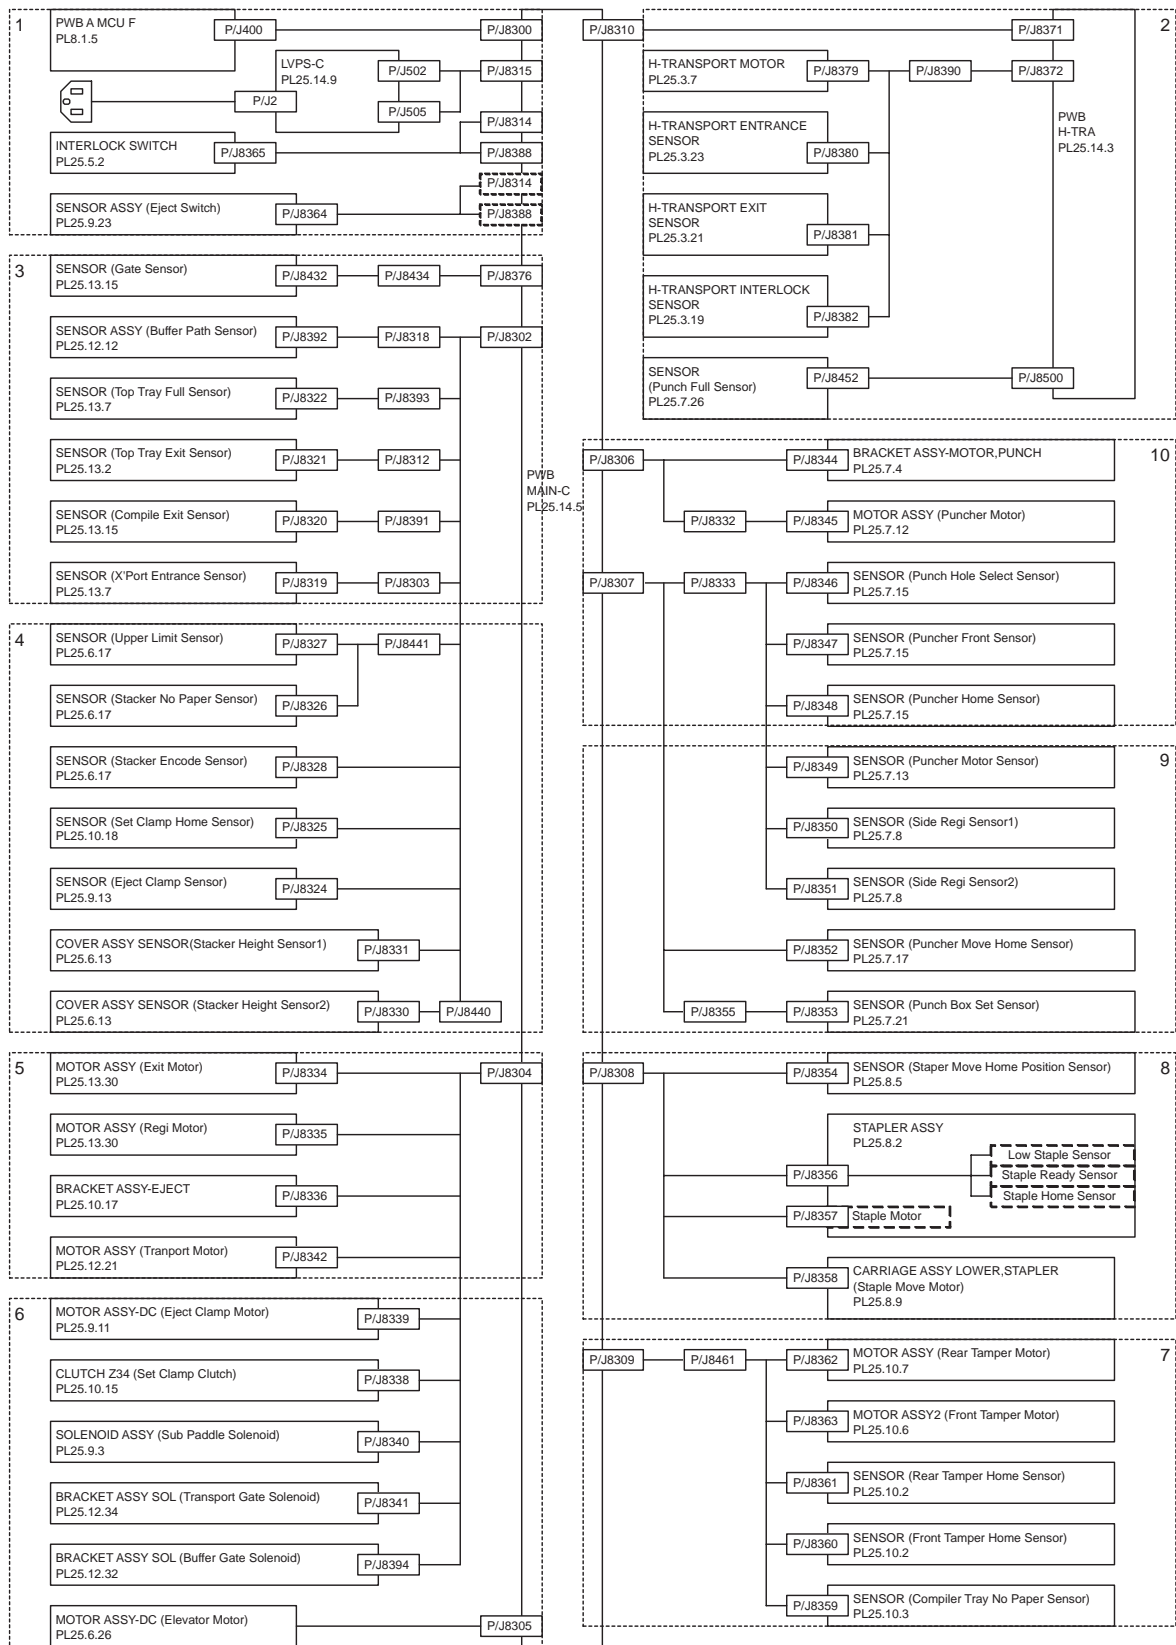 1
PWB A MCU F
PL8.1.5
P/J400
P/J8300
LVPS-C
PL25.14.9
P/J502
P/J8315
P/J2
P/J505
P/J8314
INTERLOCK SWITCH
PL25.5.2
P/J8365
P/J8388
P/J8314
SENSOR ASSY (Eject Switch)
PL25.9.23
P/J8364
P/J8388
3
SENSOR (Gate Sensor)
PL25.13.15
P/J8432
P/J8434
P/J8376
SENSOR ASSY (Buffer Path Sensor)
PL25.12.12
P/J8392
P/J8318
P/J8302
SENSOR (Top Tray Full Sensor)
PL25.13.7
P/J8322
P/J8393
SENSOR (Top Tray Exit Sensor)
PL25.13.2
P/J8321
P/J8312
PWB
MAIN-C
PL25.14.5
SENSOR (Compile Exit Sensor)
PL25.13.15
P/J8320
P/J8391
SENSOR (X'Port Entrance Sensor)
PL25.13.7
P/J8319
P/J8303
4
SENSOR (Upper Limit Sensor)
PL25.6.17
P/J8327
P/J8441
SENSOR (Stacker No Paper Sensor)
PL25.6.17
P/J8326
SENSOR (Stacker Encode Sensor)
PL25.6.17
P/J8328
SENSOR (Set Clamp Home Sensor)
PL25.10.18
P/J8325
SENSOR (Eject Clamp Sensor)
PL25.9.13
P/J8324
COVER ASSY SENSOR(Stacker Height Sensor1)
PL25.6.13
P/J8331
COVER ASSY SENSOR (Stacker Height Sensor2)
PL25.6.13
P/J8330
P/J8440
5
MOTOR ASSY (Exit Motor)
PL25.13.30
P/J8334
P/J8304
MOTOR ASSY (Regi Motor)
PL25.13.30
P/J8335
BRACKET ASSY-EJECT
PL25.10.17
P/J8336
MOTOR ASSY (Tranport Motor)
PL25.12.21
P/J8342
6
MOTOR ASSY-DC (Eject Clamp Motor)
PL25.9.11
P/J8339
CLUTCH Z34 (Set Clamp Clutch)
PL25.10.15
P/J8338
SOLENOID ASSY (Sub Paddle Solenoid)
PL25.9.3
P/J8340
BRACKET ASSY SOL (Transport Gate Solenoid)
PL25.12.34
P/J8341
BRACKET ASSY SOL (Buffer Gate Solenoid)
PL25.12.32
P/J8394
MOTOR ASSY-DC (Elevator Motor)
PL25.6.26
P/J8305
2
P/J8310
P/J8371
H-TRANSPORT MOTOR
PL25.3.7
P/J8379
P/J8390
P/J8372
PWB
H-TRA
PL25.14.3
H-TRANSPORT ENTRANCE
SENSOR
PL25.3.23
P/J8380
H-TRANSPORT EXIT
SENSOR
PL25.3.21
P/J8381
H-TRANSPORT INTERLOCK
SENSOR
PL25.3.19
P/J8382
SENSOR
(Punch Full Sensor)
PL25.7.26
P/J8452
P/J8500
10
P/J8306
P/J8344
BRACKET ASSY-MOTOR,PUNCH
PL25.7.4
P/J8332
P/J8345
MOTOR ASSY (Puncher Motor)
PL25.7.12
P/J8307
P/J8333
P/J8346
SENSOR (Punch Hole Select Sensor)
PL25.7.15
P/J8347
SENSOR (Puncher Front Sensor)
PL25.7.15
P/J8348
SENSOR (Puncher Home Sensor)
PL25.7.15
9
P/J8349
SENSOR (Puncher Motor Sensor)
PL25.7.13
P/J8350
SENSOR (Side Regi Sensor1)
PL25.7.8
P/J8351
SENSOR (Side Regi Sensor2)
PL25.7.8
P/J8352
SENSOR (Puncher Move Home Sensor)
PL25.7.17
P/J8355
P/J8353
SENSOR (Punch Box Set Sensor)
PL25.7.21
8
P/J8308
P/J8354
SENSOR (Staper Move Home Position Sensor)
PL25.8.5
STAPLER ASSY
PL25.8.2
P/J8356
Low Staple Sensor
Staple Ready Sensor
Staple Home Sensor
P/J8357
Staple Motor
P/J8358
CARRIAGE ASSY LOWER,STAPLER
(Staple Move Motor)
PL25.8.9
7
P/J8309
P/J8461
P/J8362
MOTOR ASSY (Rear Tamper Motor)
PL25.10.7
P/J8363
MOTOR ASSY2 (Front Tamper Motor)
PL25.10.6
P/J8361
SENSOR (Rear Tamper Home Sensor)
PL25.10.2
P/J8360
SENSOR (Front Tamper Home Sensor)
PL25.10.2
P/J8359
SENSOR (Compiler Tray No Paper Sensor)
PL25.10.3